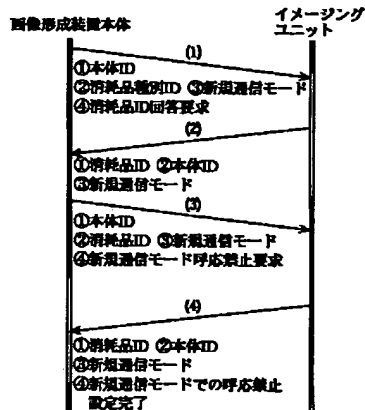 画像形成装置本体
イメージング
ユニット
(1)
①本体ID
②消耗品種別ID ③新規通信モード
④消耗品ID回答要求
(2)
①消耗品ID ②本体ID
③新規通信モード
(3)
①本体ID
②消耗品ID ③新規通信モード
④新規通信モード呼応禁止要求
(4)
①消耗品ID ②本体ID
③新規通信モード
④新規通信モードでの呼応禁止
設定完了